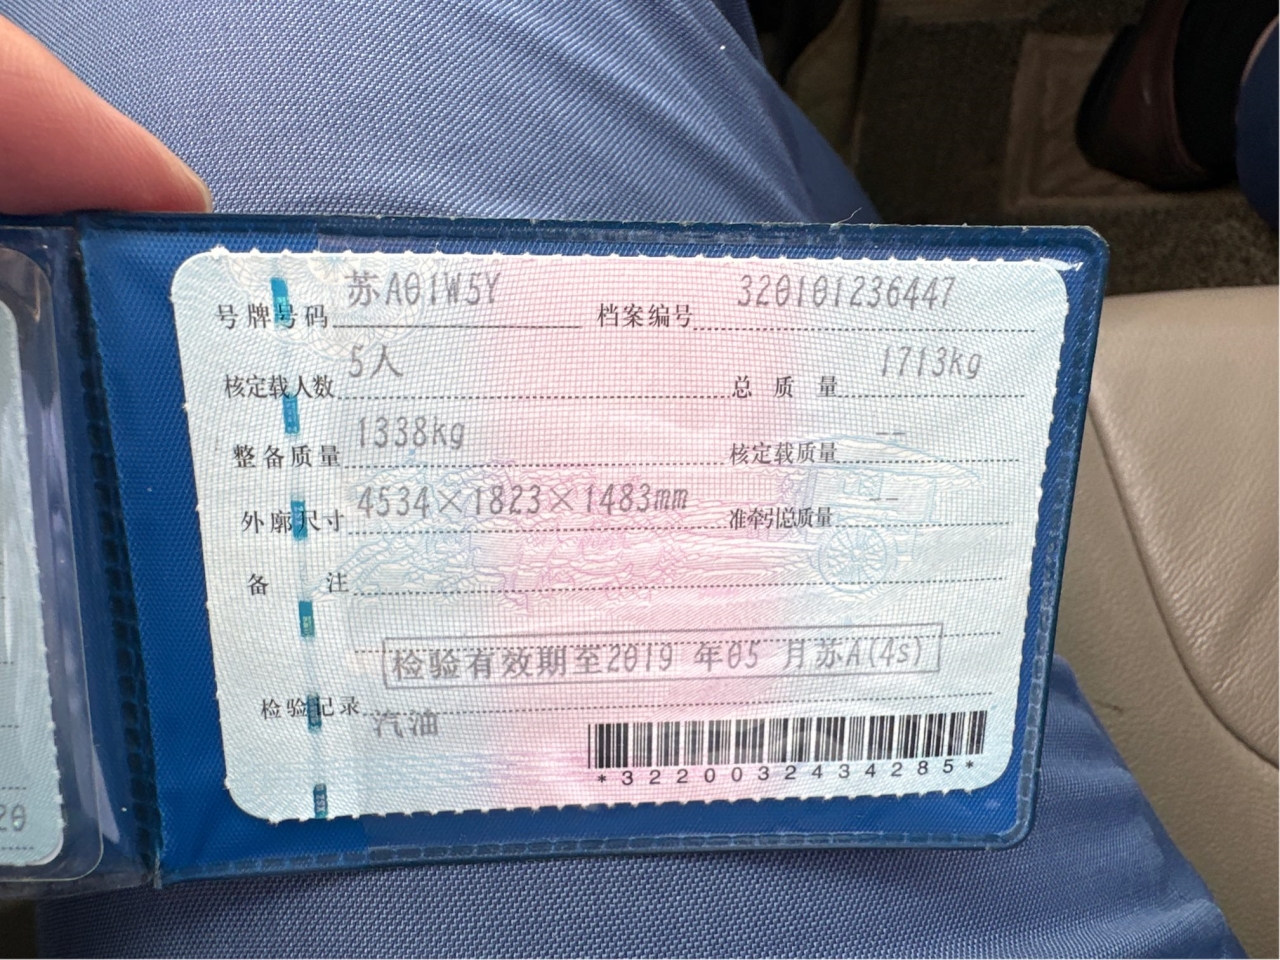 号牌号码 苏A01W5Y 档案编号 320101236447
核定载人数 5人 总质量 1713kg
整备质量 1338kg 核定载质量 --
外廓尺寸 4534×1823×1483mm 准牵引总质量 --
备注
检验有效期至2019 年05 月苏A(4s)
检验记录 汽油
*3220032434285*
20